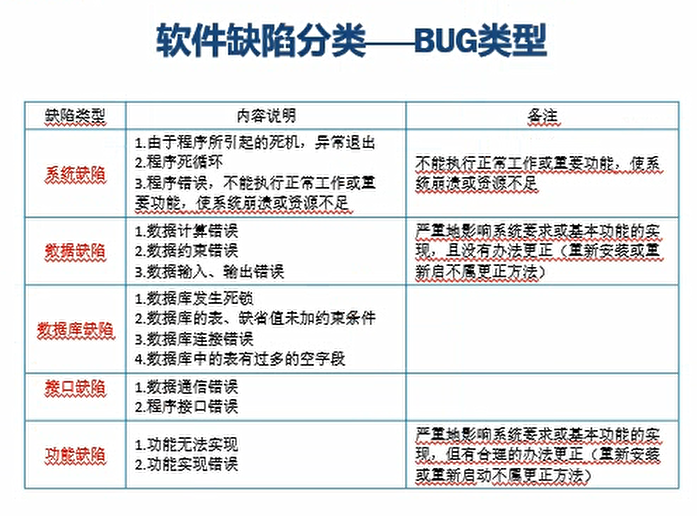 软件缺陷分类——BUG类型
缺陷类型
内容说明
备注
系统缺陷
1.由于程序所引起的死机，异常退出
2.程序死循环
3.程序错误，不能执行正常工作或重
要功能，使系统崩溃或资源不足
不能执行正常工作或重要功能，使系
统崩溃或资源不足
数据缺陷
1.数据计算错误
2.数据约束错误
3.数据输入、输出错误
严重地影响系统要求或基本功能的实
现，且没有办法更正（重新安装或重
新启不属更正方法）
数据库缺陷
1.数据库发生死锁
2.数据库的表、缺省值未加约束条件
3.数据库连接错误
4.数据库中的表有过多的空字段
接口缺陷
1.数据通信错误
2.程序接口错误
功能缺陷
1.功能无法实现
2.功能实现错误
严重地影响系统要求或基本功能的实
现，但有合理的办法更正（重新安装
或重新启动不属更正方法）